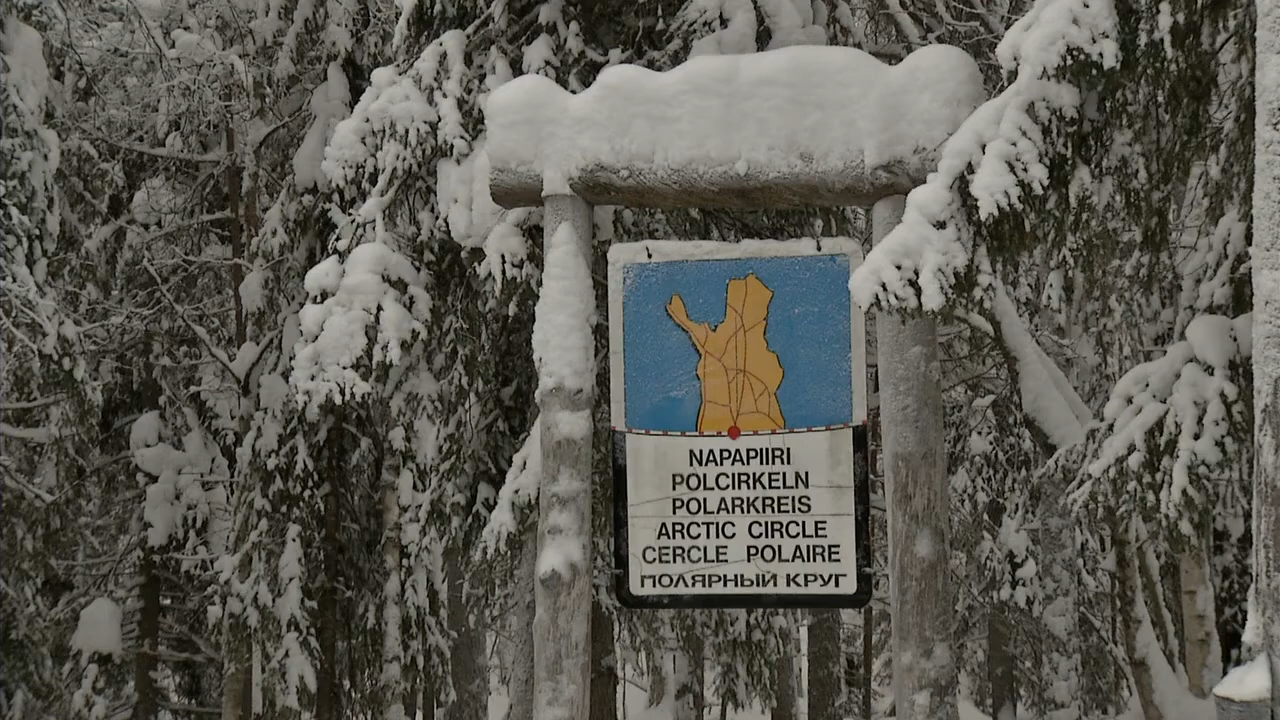 NAPAPIIRI
POLCIRKELN
POLARKREIS
ARCTIC CIRCLE
CERCLE POLAIRE
ПОЛЯРНЫЙ КРУГ